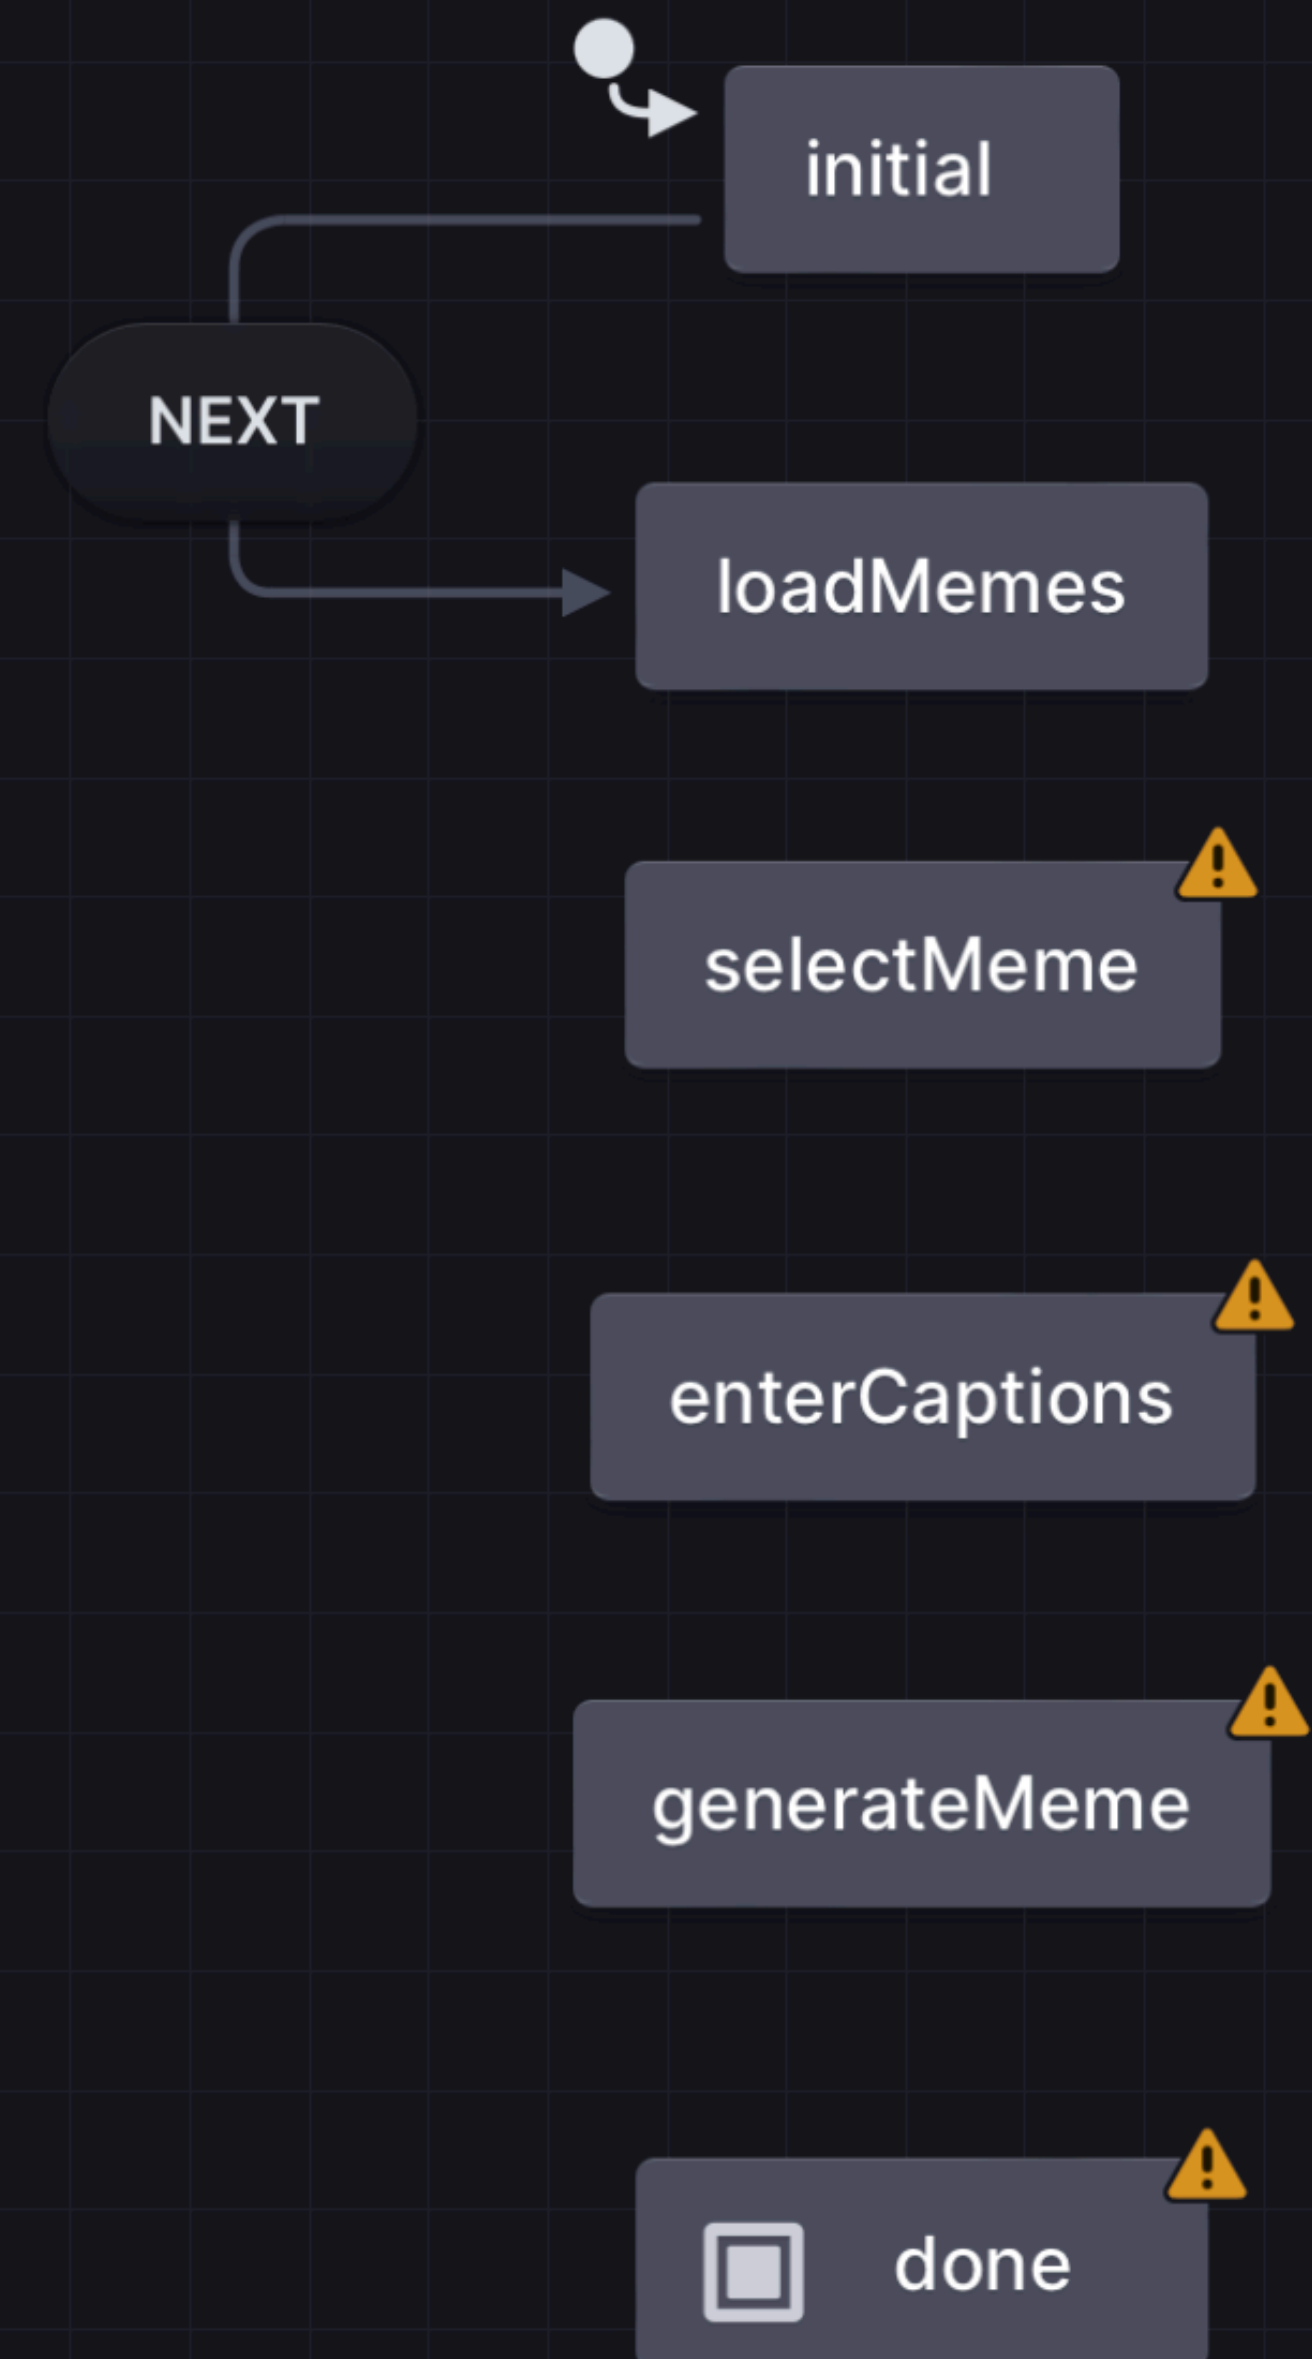 initial
NEXT
loadMemes
selectMeme
enterCaptions
generateMeme
done